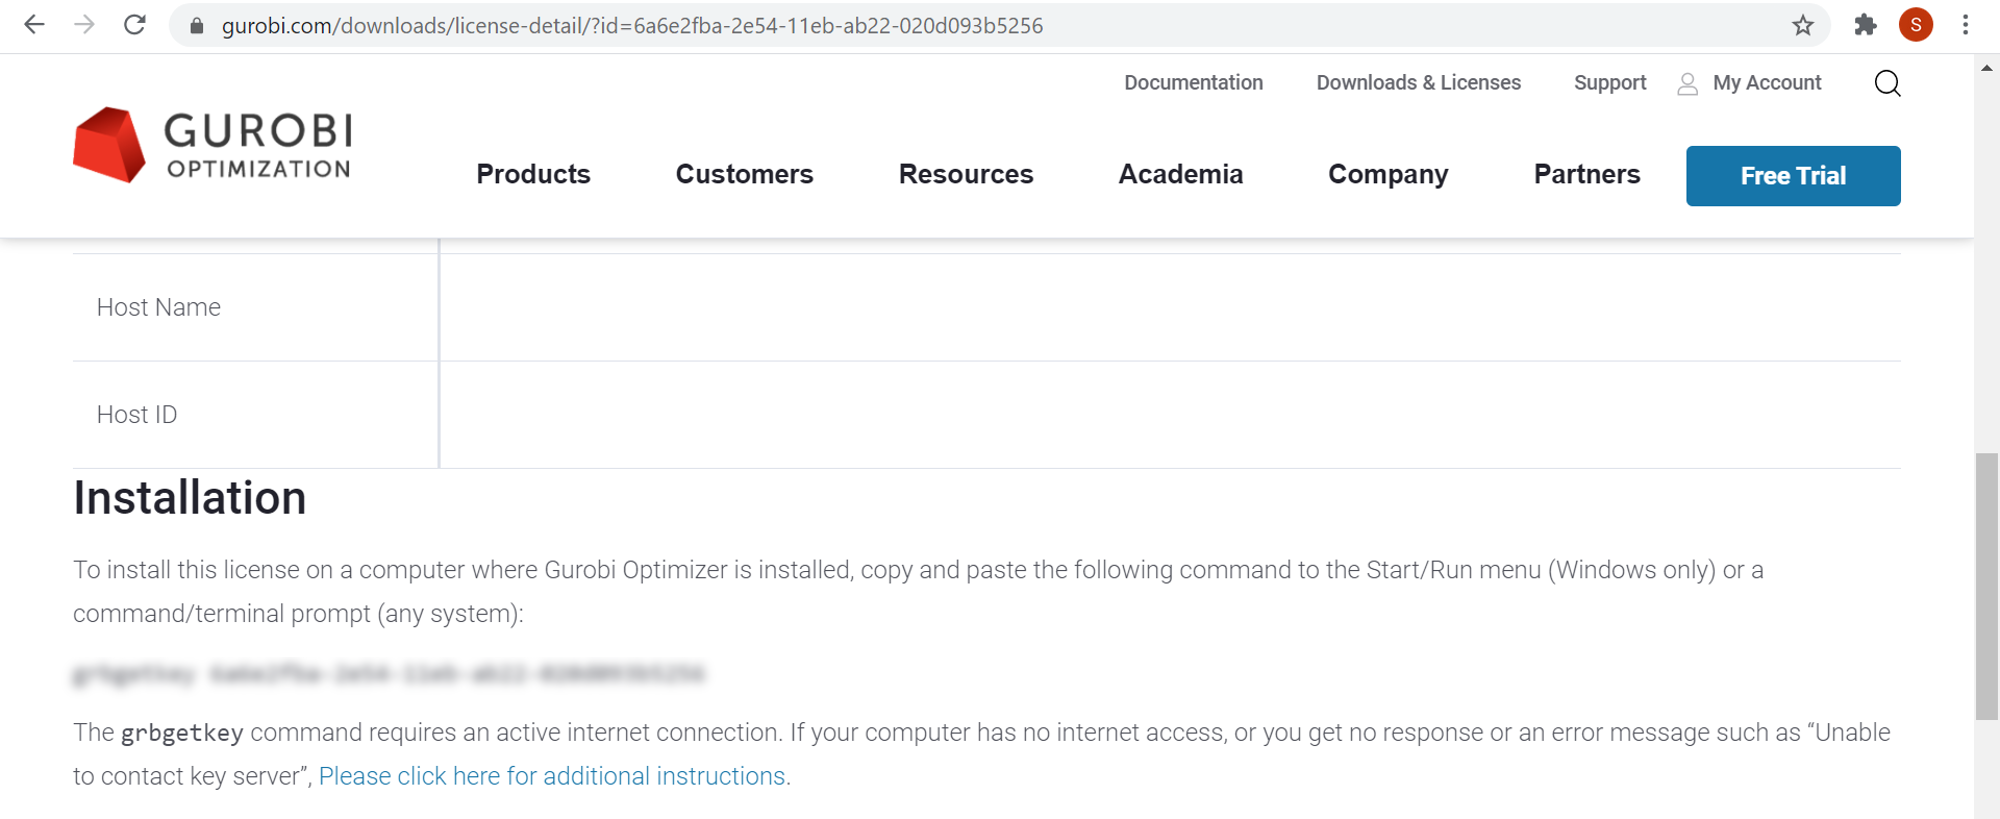 gurobi.com/downloads/license-detail/?id=6a6e2fba-2e54-11eb-ab22-020d093b5256
S
Documentation Downloads & Licenses Support My Account
GUROBI
OPTIMIZATION
Products Customers Resources Academia Company Partners Free Trial
Host Name
Host ID
Installation
To install this license on a computer where Gurobi Optimizer is installed, copy and paste the following command to the Start/Run menu (Windows only) or a
command/terminal prompt (any system):
The grbgetkey command requires an active internet connection. If your computer has no internet access, or you get no response or an error message such as “Unable
to contact key server”, Please click here for additional instructions.